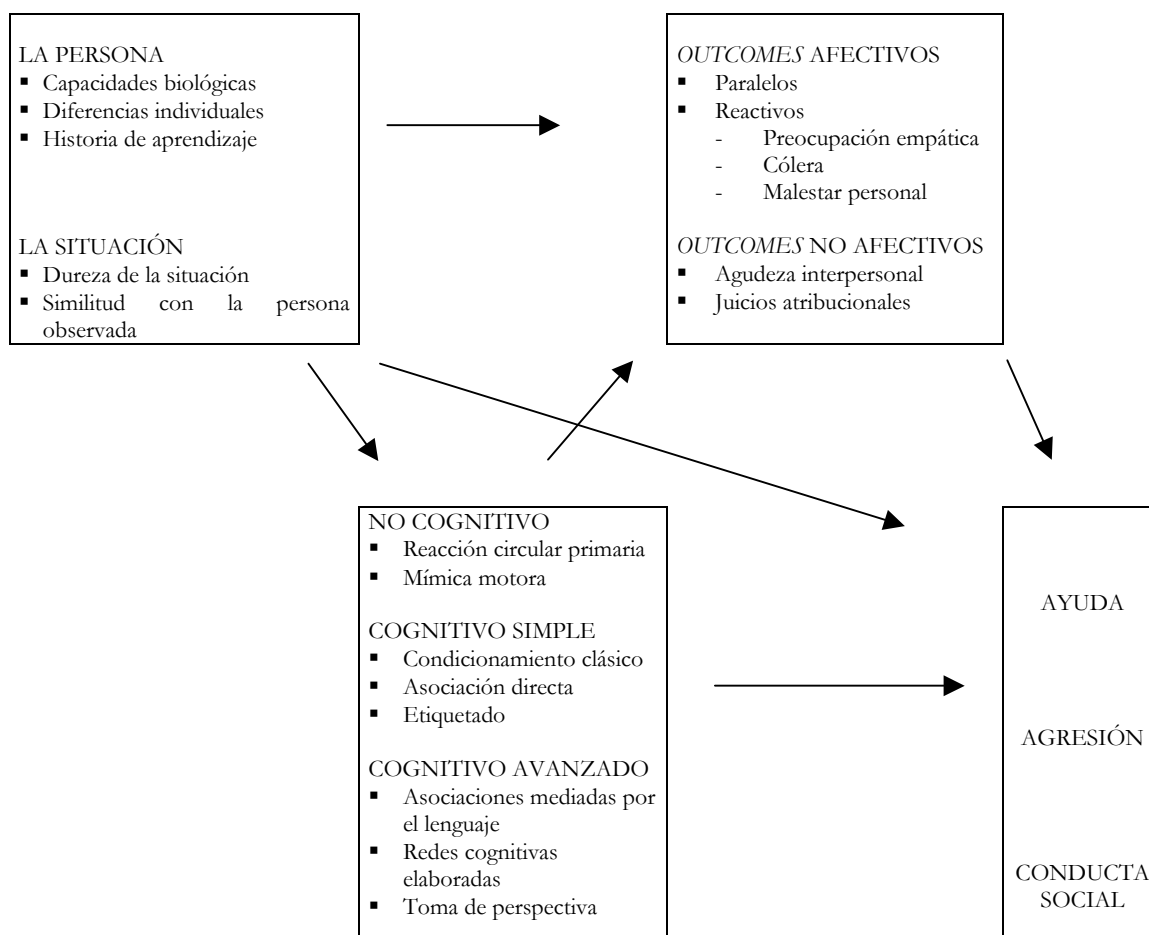 LA PERSONA
▪ Capacidades biológicas
▪ Diferencias individuales
▪ Historia de aprendizaje
LA SITUACIÓN
▪ Dureza de la situación
▪ Similitud con la persona
observada
OUTCOMES AFECTIVOS
▪ Paralelos
▪ Reactivos
- Preocupación empática
- Cólera
- Malestar personal
OUTCOMES NO AFECTIVOS
▪ Agudeza interpersonal
▪ Juicios atribucionales
NO COGNITIVO
▪ Reacción circular primaria
▪ Mímica motora
COGNITIVO SIMPLE
▪ Condicionamiento clásico
▪ Asociación directa
▪ Etiquetado
COGNITIVO AVANZADO
▪ Asociaciones mediadas por
el lenguaje
▪ Redes cognitivas
elaboradas
▪ Toma de perspectiva
AYUDA
AGRESIÓN
CONDUCTA
SOCIAL